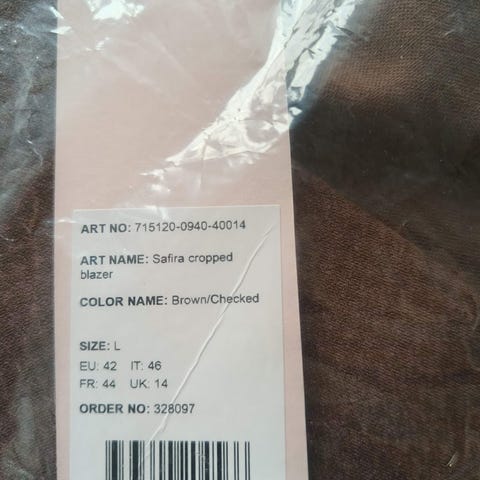 ART NO: 715120-0940-40014
ART NAME: Safira cropped
blazer
COLOR NAME: Brown/Checked
SIZE: L
EU: 42 IT: 46
FR: 44 UK: 14
ORDER NO: 328097